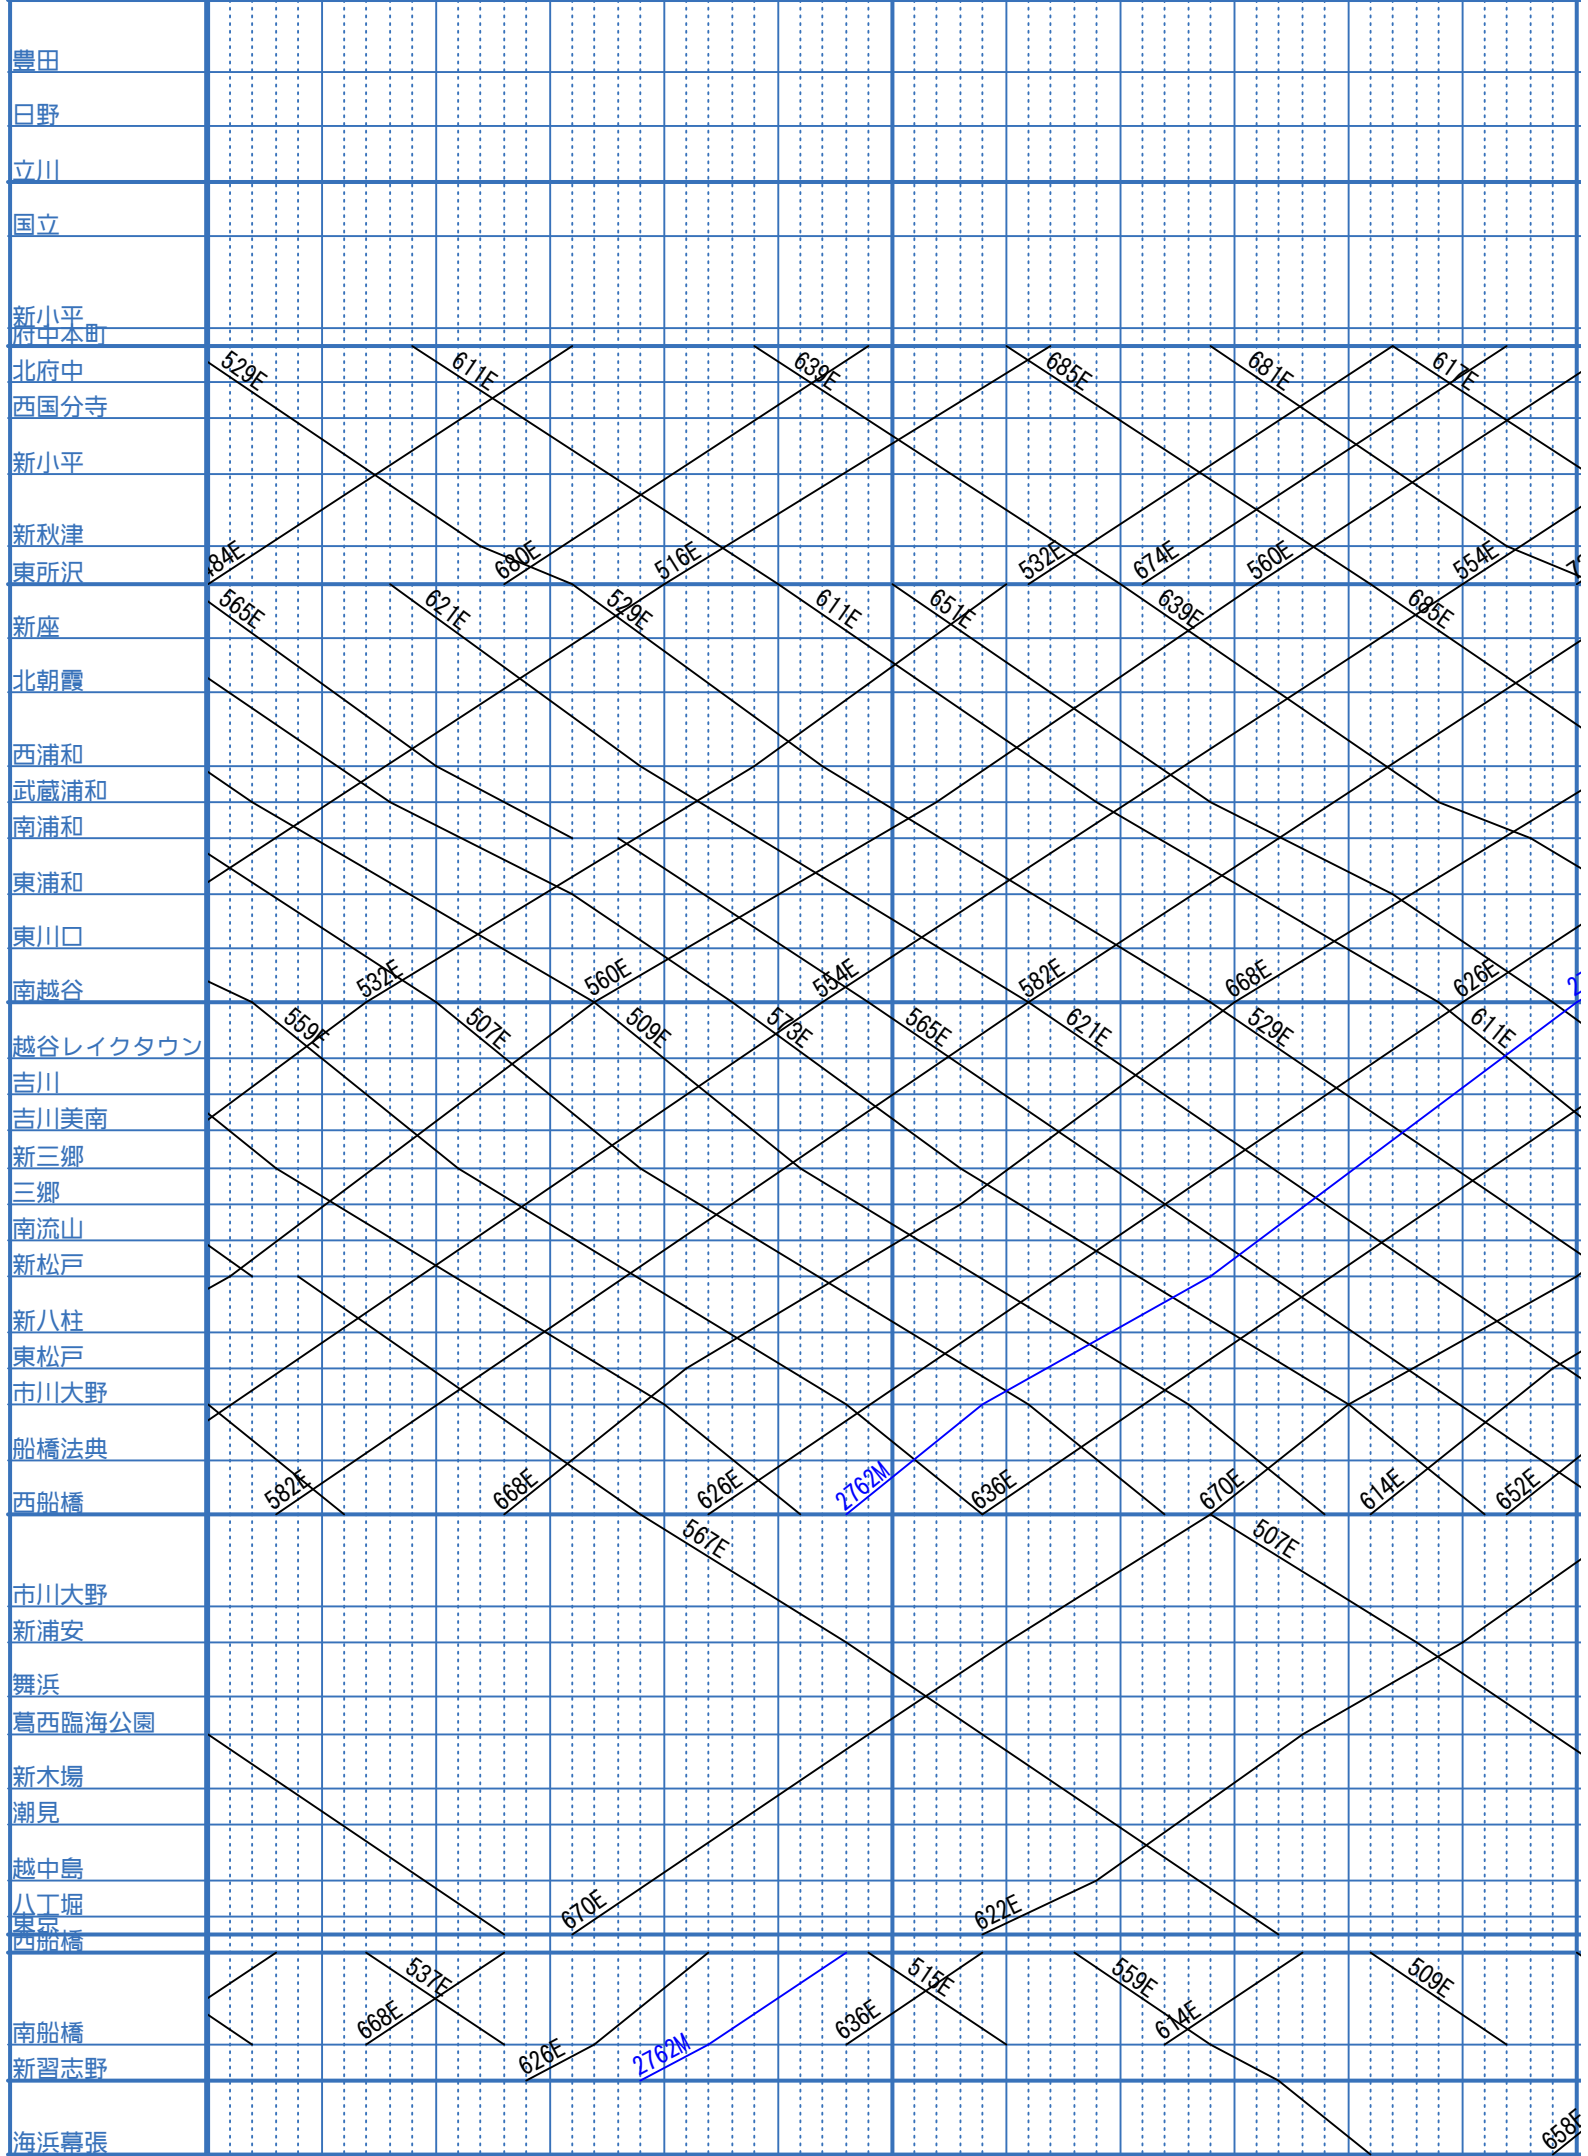 豊田
日野
立川
国立
新小平
府中本町
北府中
529E
611E
639E
685E
681E
617E
西国分寺
新小平
新秋津
680E
516E
532E
674E
560E
554E
東所沢
565E
621E
529E
611E
651E
639E
685E
新座
北朝霞
西浦和
武蔵浦和
南浦和
東浦和
東川口
南越谷
532E
560E
554E
582E
668E
626E
559E
507E
509E
573E
565E
621E
529E
611E
越谷レイクタウン
吉川
吉川美南
新三郷
三郷
南流山
新松戸
新八柱
東松戸
市川大野
船橋法典
西船橋
582E
668E
626E
2762M
636E
670E
614E
652E
567E
507E
市川大野
新浦安
舞浜
葛西臨海公園
新木場
潮見
越中島
八丁堀
670E
622E
東京
西船橋
537E
515E
559E
509E
南船橋
668E
636E
614E
新習志野
626E
2762M
海浜幕張
658E